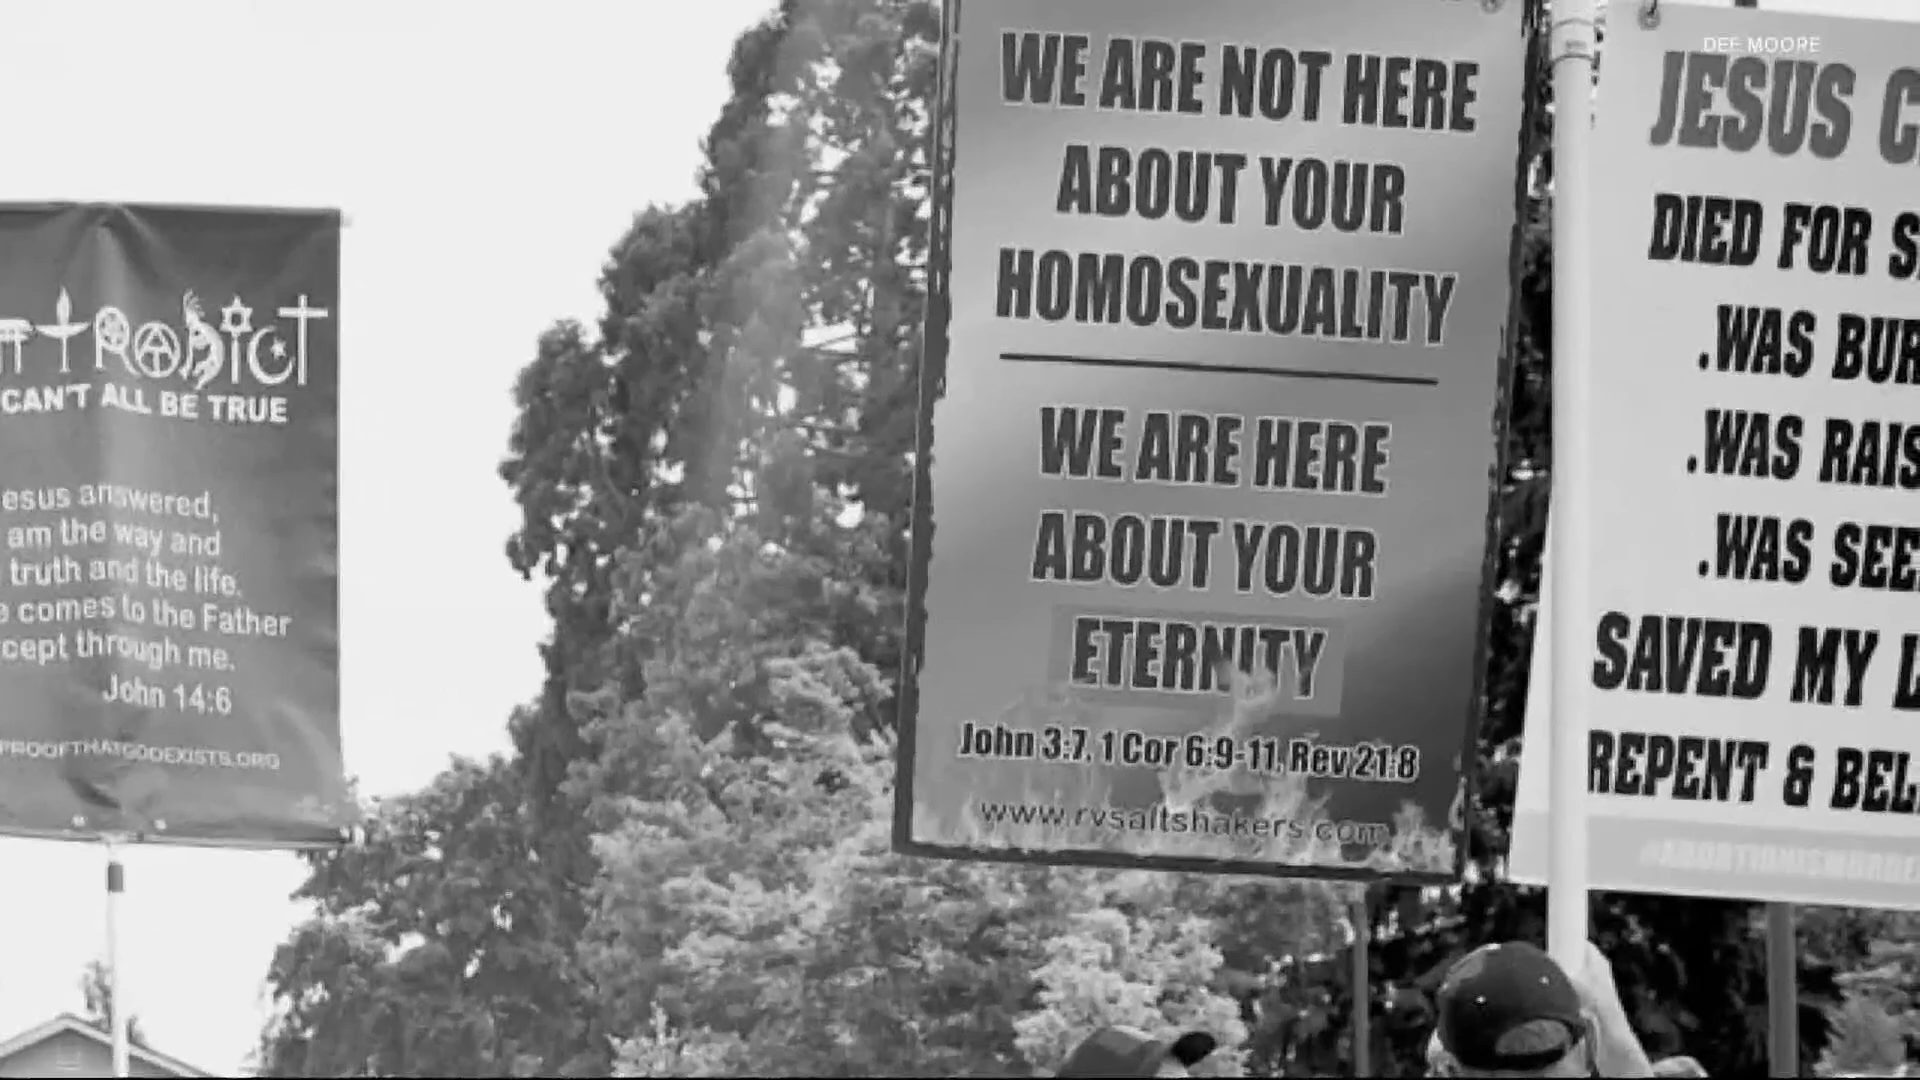 CAN'T ALL BE TRUE
esus answered,
am the way and
truth and the life.
e comes to the Father
cept through me.
John 14:6
PROOFTHATGODEXISTS.ORG
WE ARE NOT HERE
ABOUT YOUR
HOMOSEXUALITY
WE ARE HERE
ABOUT YOUR
ETERNITY
John 3:7, 1 Cor 6:9-11, Rev 21:8
www.rvsaltshakers.com
DEE MOORE
JESUS C
DIED FOR S
.WAS BUR
.WAS RAIS
.WAS SEE
SAVED MY L
REPENT & BEL
#ABORTIONISMURDE